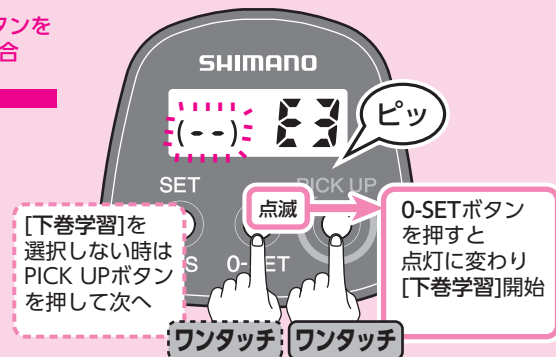 タンを
合
SHIMANO
(--) E3
ピッ
SET
PICK UP
点滅
[下巻学習]を
選択しない時は
PICK UPボタン
を押して次へ
0-SETボタン
を押すと
点灯に変わり
[下巻学習]開始
S
0-SET
ワンタッチ
ワンタッチ